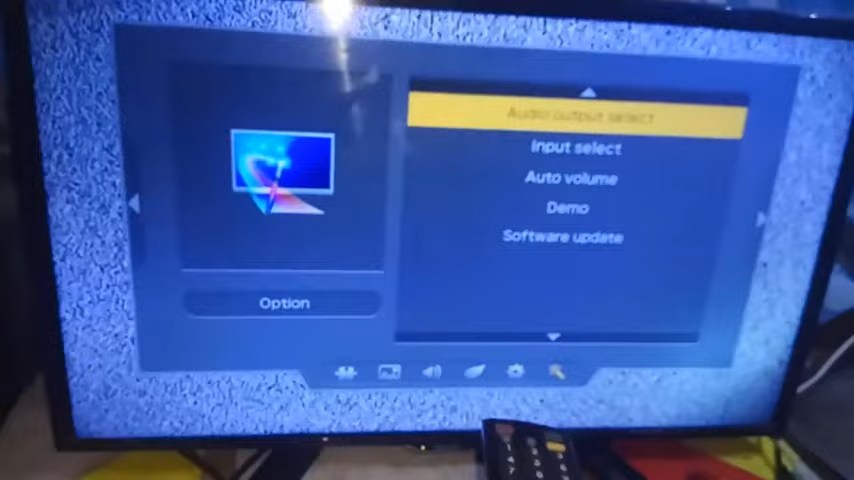 Audio output select
Input select
Auto volume
Demo
Software update
Option